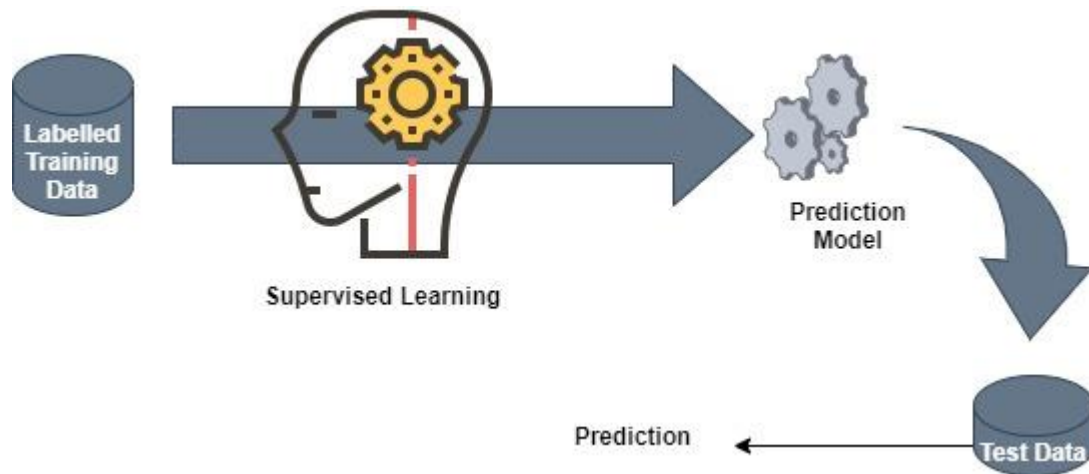 Labelled
Training
Data
Supervised Learning
Prediction
Model
Prediction
Test Data